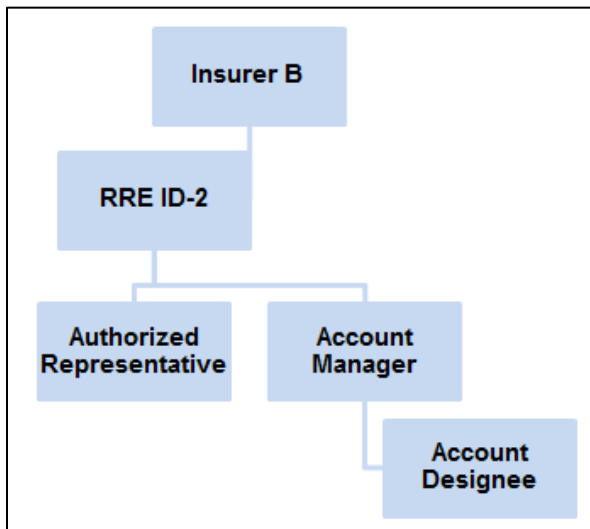 Insurer B
RRE ID-2
Authorized
Representative
Account
Manager
Account
Designee